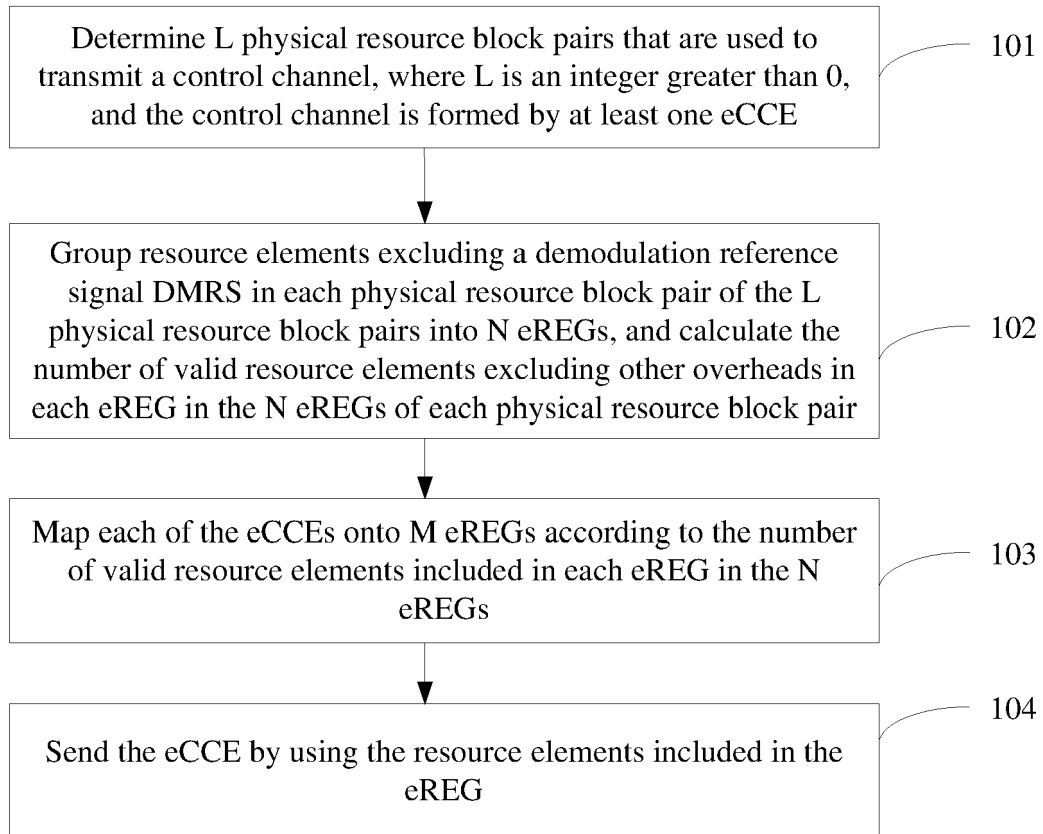 Determine L physical resource block pairs that are used to
transmit a control channel, where L is an integer greater than 0,
and the control channel is formed by at least one eCCE
101
Group resource elements excluding a demodulation reference
signal DMRS in each physical resource block pair of the L
physical resource block pairs into N eREGs, and calculate the
number of valid resource elements excluding other overheads in
each eREG in the N eREGs of each physical resource block pair
102
Map each of the eCCEs onto M eREGs according to the number
of valid resource elements included in each eREG in the N
eREGs
103
Send the eCCE by using the resource elements included in the
eREG
104